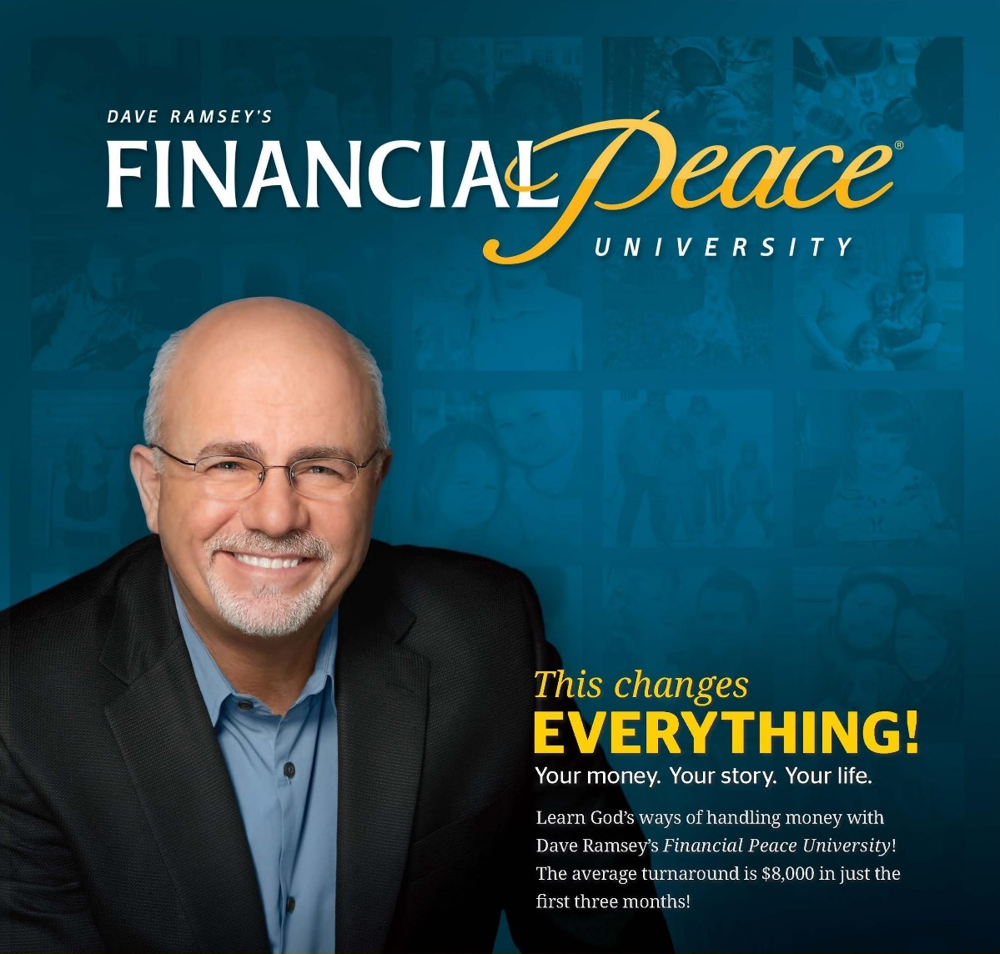 DAVE RAMSEY'S
FINANCIAL Peace®
UNIVERSITY
This changes
EVERYTHING!
Your money. Your story. Your life.
Learn God's ways of handling money with
Dave Ramsey's Financial Peace University!
The average turnaround is $8,000 in just the
first three months!